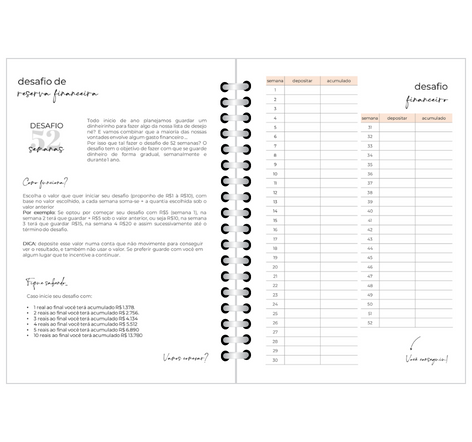 desafio de
reserva financeira
DESAFIO
52
semanas
Todo inicio de ano planejamos guardar um
dinheirinho para fazer algo da nossa lista de desejos
né? E vamos combinar que a maioria das nossas
vontades envolve algum gasto financeiro...
Por isso que tal fazer o desafio de 52 semanas? O
desafio tem o objetivo de fazer com que se guarde
dinheiro de forma gradual, semanalmente e
durante 1 ano.
Como funciona?
Escolha o valor que quer iniciar seu desafio (proponho de R$1 à R$10), com
base no valor escolhido, a cada semana soma-se + a quantia escolhida sob o
valor anterior
Por exemplo: Se optou por começar seu desafio com R$5 (semana 1), na
semana 2 terá que guardar + R$5 sob o valor anterior, ou seja R$10, na semana
3 terá que guardar R$15, na semana 4 R$20 e assim sucessivamente até o
término do desafio.
DICA: deposite esse valor numa conta que não movimente para conseguir
ver o resultado, e também não usar o valor. Se preferir guarde com você em
algum lugar que te incentive a continuar.
Fique sabendo...
Caso inicie seu desafio com:
• 1 real ao final você terá acumulado R$ 1.378.
• 2 reais ao final você terá acumulado R$ 2.756.
• 3 reais ao final você terá acumulado R$ 4.134
• 4 reais ao final você terá acumulado R$ 5.512
• 5 reais ao final você terá acumulado R$ 6.890
• 10 reais ao final você terá acumulado R$ 13.780
Vamos começar?
semana depositar acumulado
1
2
3
4
5
6
7
8
9
10
11
12
13
14
15
16
17
18
19
20
21
22
23
24
25
26
27
28
29
30
desafio
financeiro
semana depositar acumulado
31
32
33
34
35
36
37
38
39
40
41
42
43
44
45
46
47
48
49
50
51
52
Você consegue!